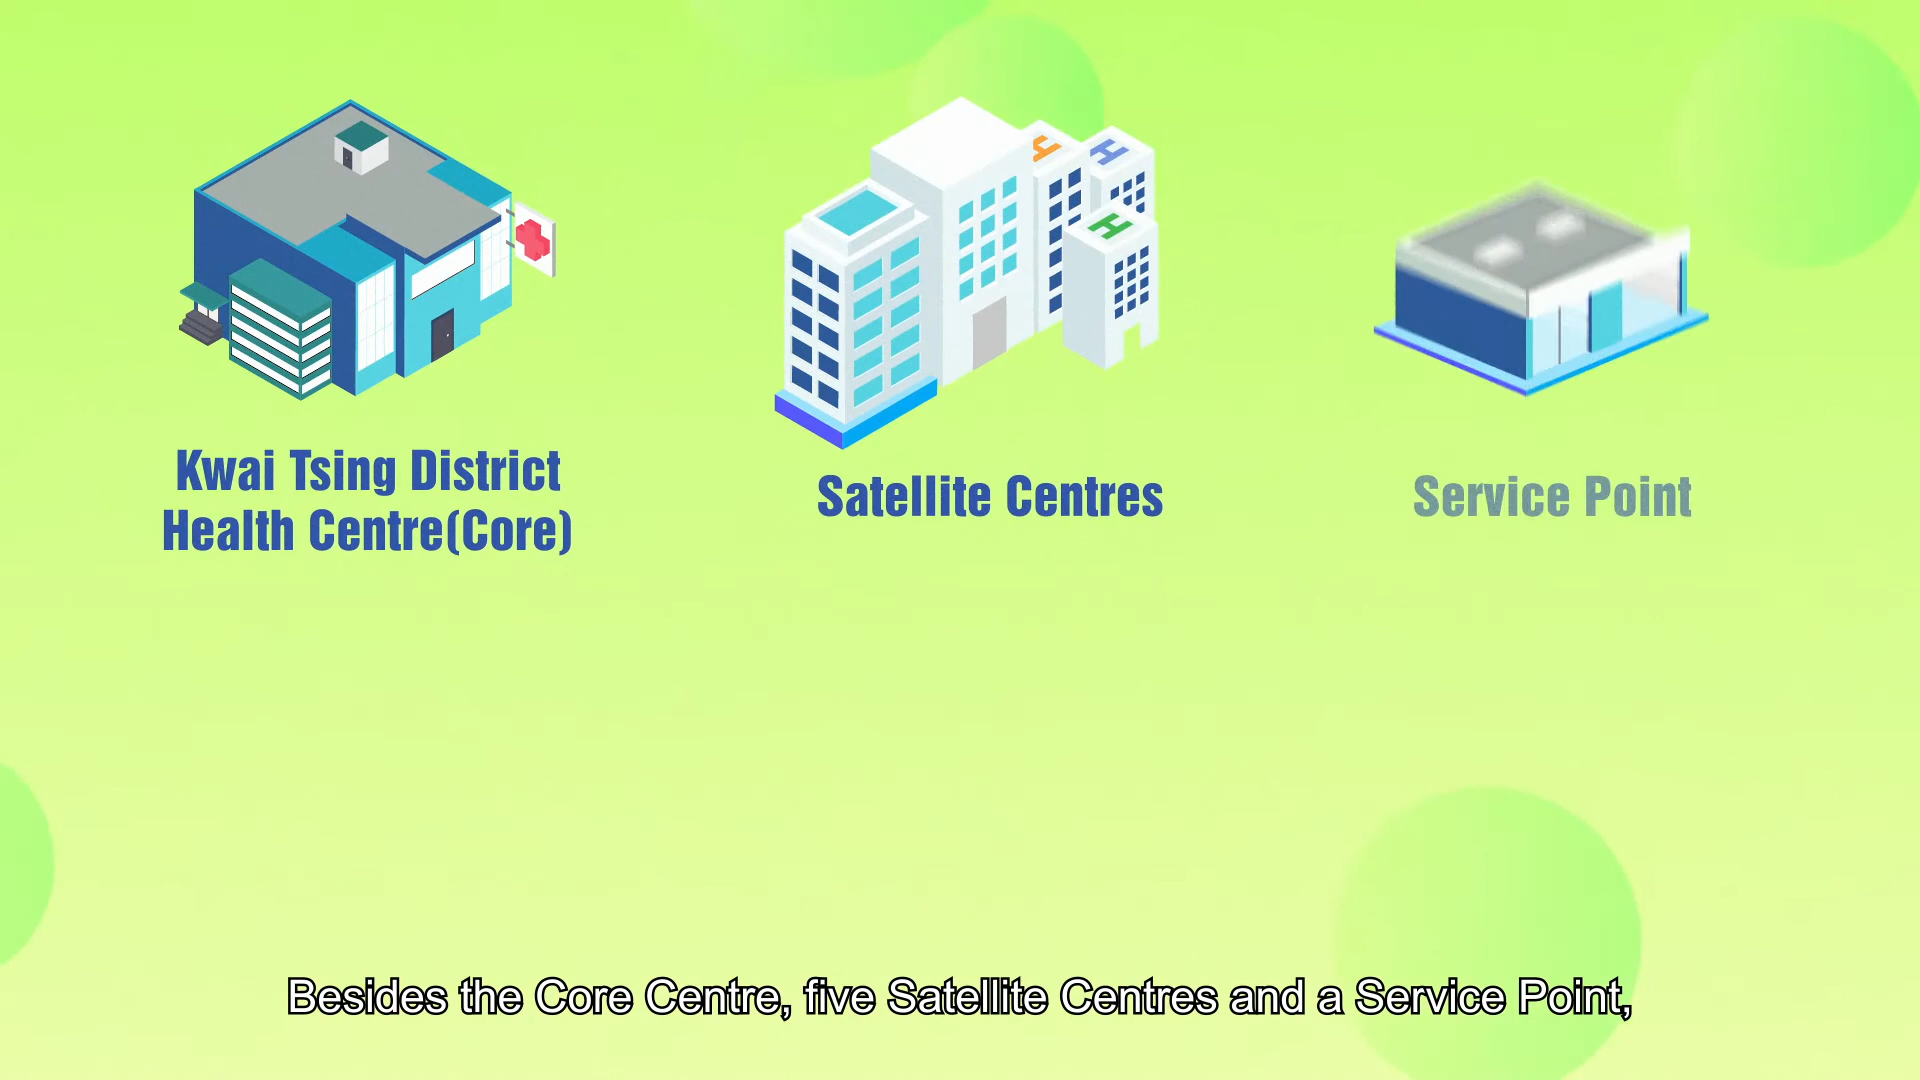 H
H
H
Kwai Tsing District
Health Centre(Core)
Satellite Centres
Service Point
Besides the Core Centre, five Satellite Centres and a Service Point,